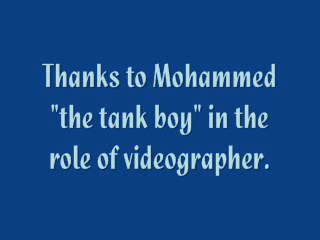 Thanks to Mohammed
"the tank boy" in the
role of videographer.